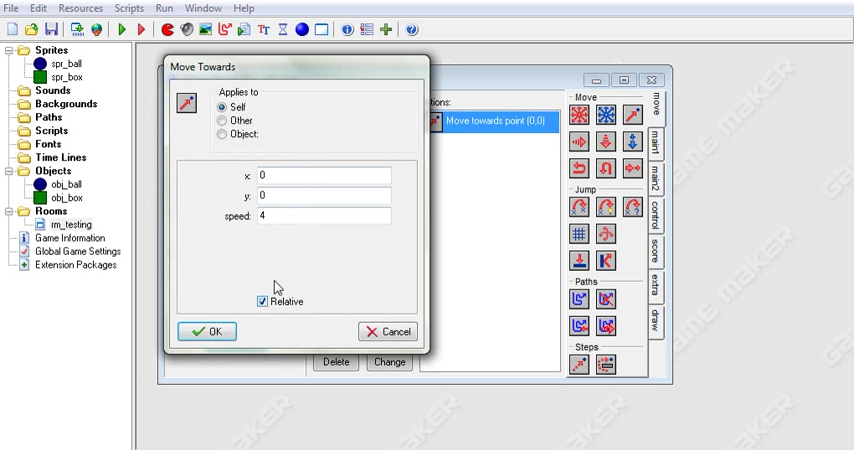 File Edit Resources Scripts Run Window Help
Sprites
spr_ball
spr_box
Sounds
Backgrounds
Paths
Scripts
Fonts
Time Lines
Objects
obj_ball
obj_box
Rooms
rm_testing
Game Information
Global Game Settings
Extension Packages
Move Towards
Applies to
Self
Other
Object:
x: 0
y: 0
speed: 4
Relative
OK
Cancel
tions:
Move towards point (0,0)
Delete
Change
Move
Jump
Paths
Steps
move
main1
main2
control
score
extra
draw
GAME MAKER